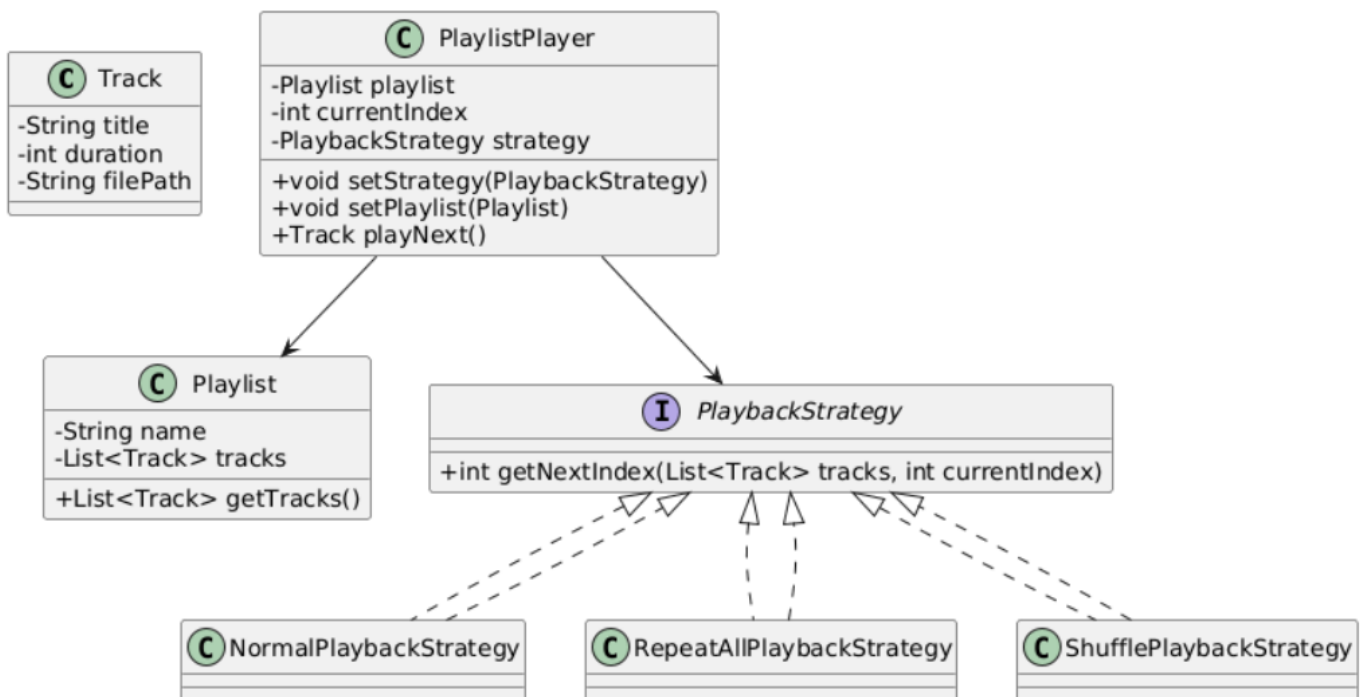 C Track
-String title
-int duration
-String filePath
C PlaylistPlayer
-Playlist playlist
-int currentIndex
-PlaybackStrategy strategy
+void setStrategy(PlaybackStrategy)
+void setPlaylist(Playlist)
+Track playNext()
C Playlist
-String name
-List<Track> tracks
+List<Track> getTracks()
I PlaybackStrategy
+int getNextIndex(List<Track> tracks, int currentIndex)
C NormalPlaybackStrategy
C RepeatAllPlaybackStrategy
C ShufflePlaybackStrategy